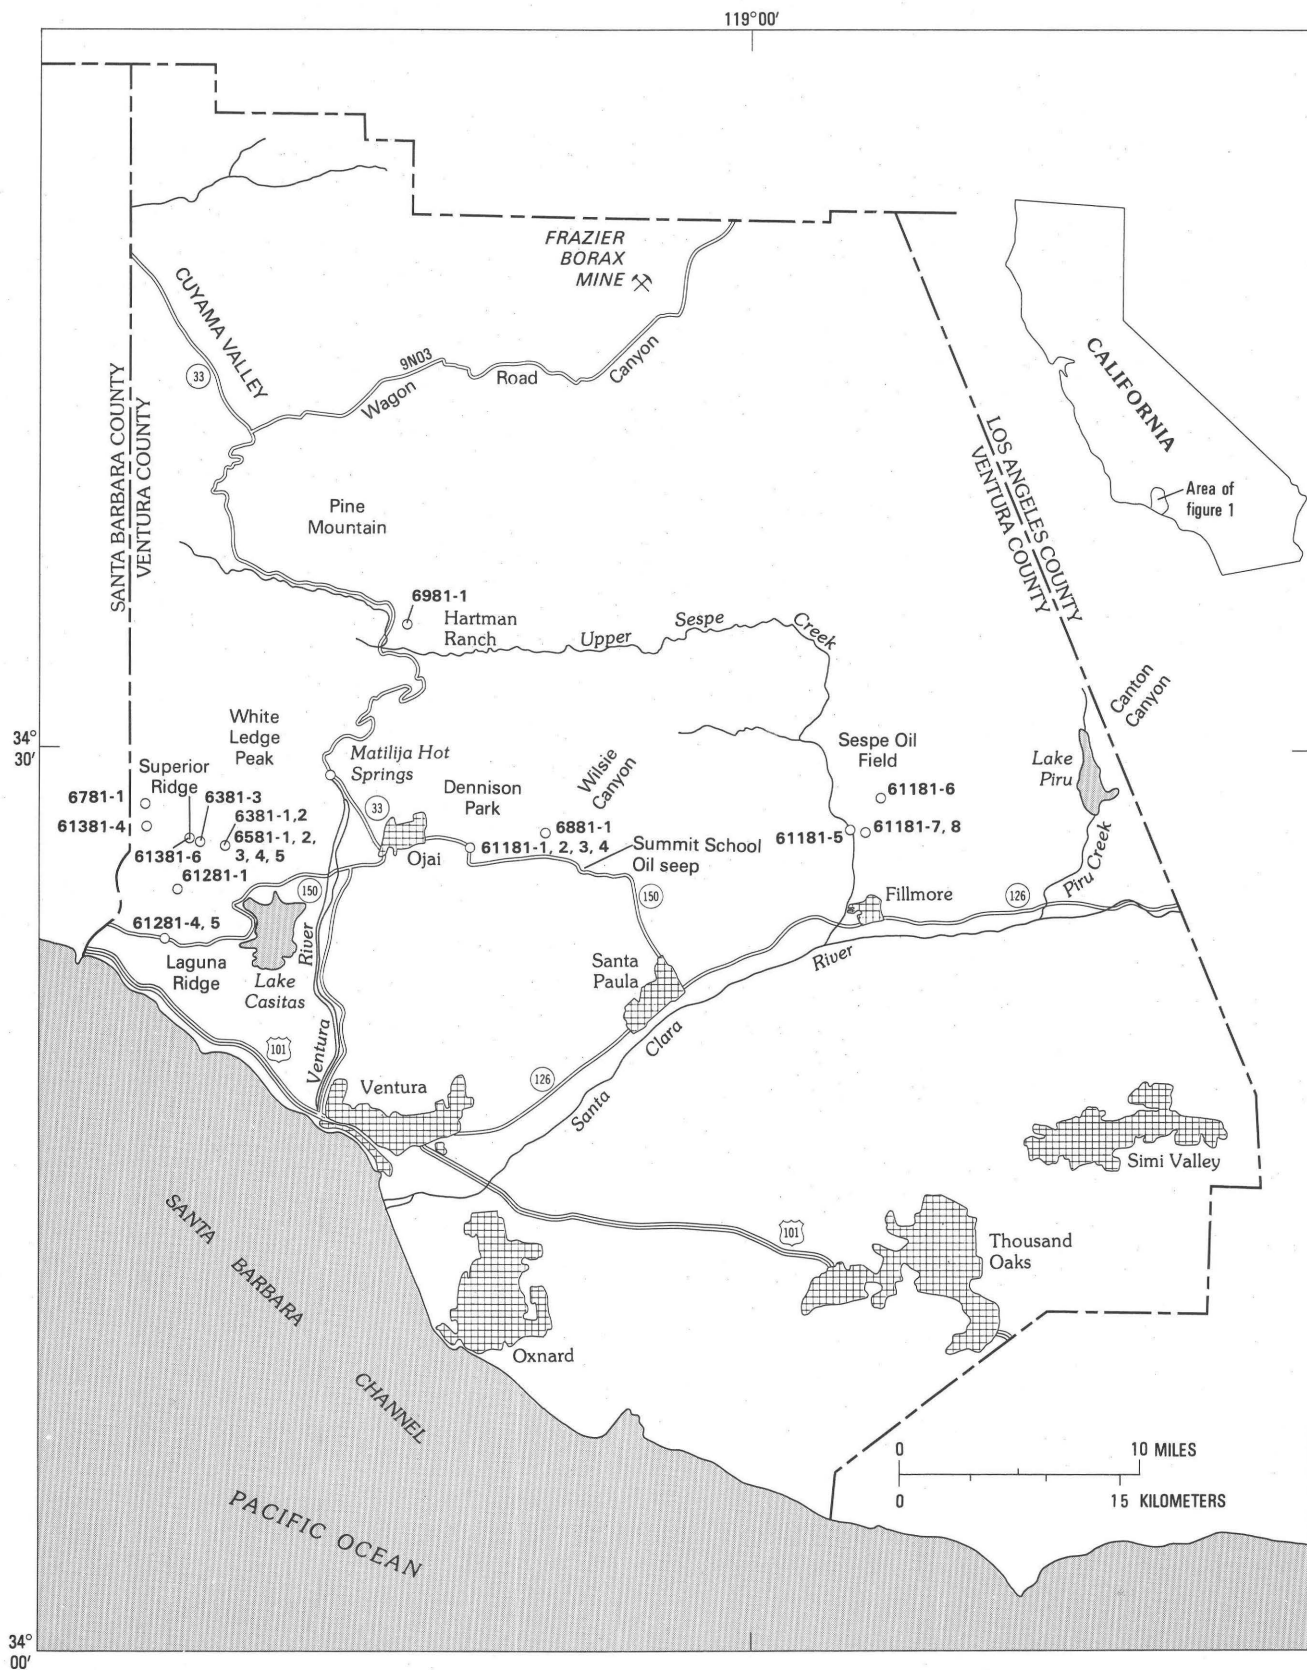 119°00'
FRAZIER
BORAX
MINE
CUYAMA VALLEY
33
9N03
Wagon
Road
Canyon
SANTA BARBARA COUNTY
VENTURA COUNTY
LOS ANGELES COUNTY
VENTURA COUNTY
CALIFORNIA
Area of
figure 1
Pine
Mountain
6981-1
Hartman
Ranch
Upper
Sespe
Creek
Canton
Canyon
34°
30'
White
Ledge
Peak
Matilija Hot
Springs
Superior
Ridge
6781-1
61381-4
6381-3
6381-1,2
6581-1, 2,
3, 4, 5
61381-6
61281-1
61281-4, 5
Laguna
Ridge
33
Dennison
Park
Wilsie
Canyon
6881-1
Ojai
61181-1, 2, 3, 4
Summit School
Oil seep
Sespe Oil
Field
61181-6
61181-5
61181-7, 8
Lake
Piru
Piru Creek
150
150
Fillmore
126
Lake
Casitas
River
Ventura
Santa
Paula
River
Clara
Santa
101
Ventura
126
Simi Valley
101
Thousand
Oaks
Oxnard
SANTA
BARBARA
CHANNEL
PACIFIC OCEAN
0
10 MILES
0
15 KILOMETERS
34°
00'